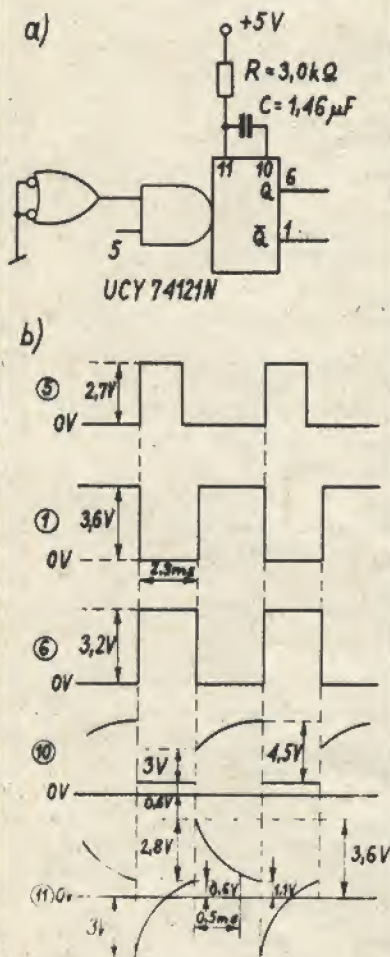 a)
+5V
R=3,0kΩ
C=1,46μF
11 10
Q 6
5
Q̅ 1
UCY 74121N
b)
⑤ 2,7V
0V
① 3,6V
0V
2.3ms
⑥ 3,2V
0V
⑩ 3V 4,5V
0V
2,8V 3,6V
⑪ 0V 0.6V 1.1V
0.5ms
3V